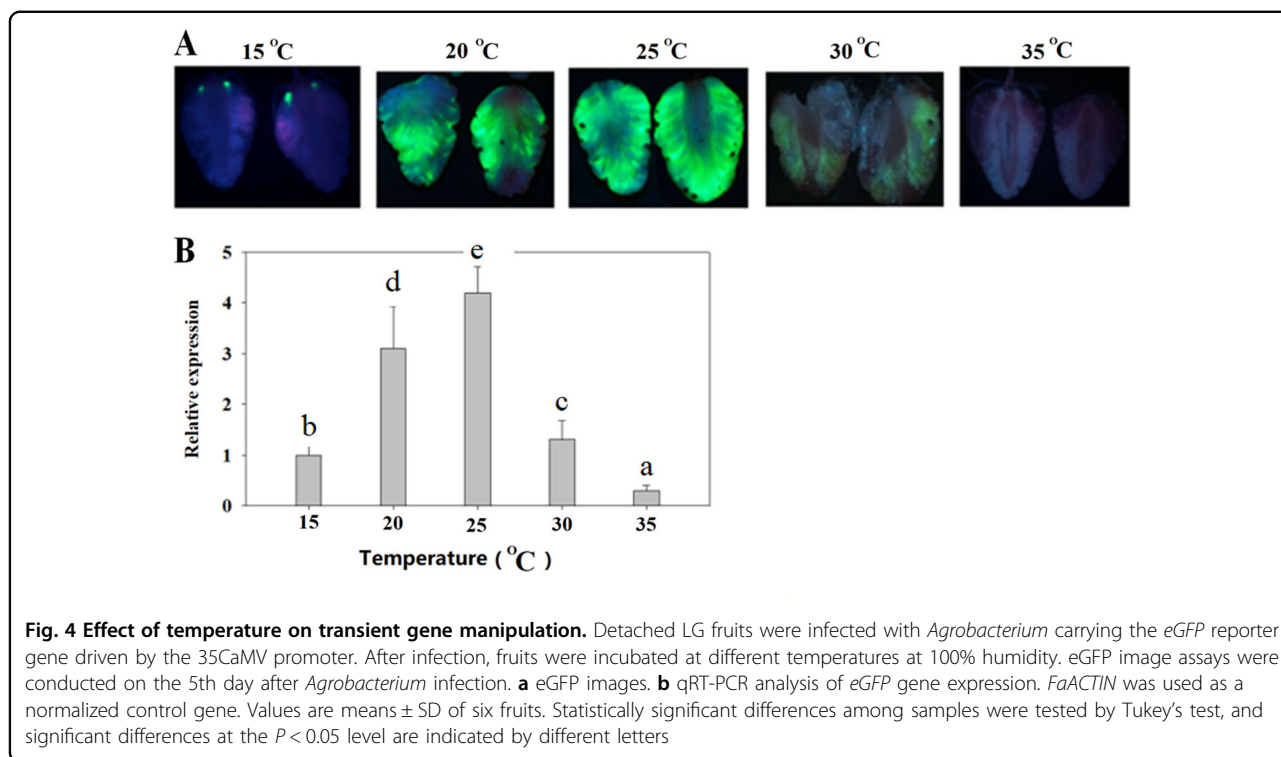 A
15 °C 20 °C 25 °C 30 °C 35 °C
B
5
4
3
2
1
0
Relative expression
b d e c a
15 20 25 30 35
Temperature ( °C )
Fig. 4 Effect of temperature on transient gene manipulation. Detached LG fruits were infected with Agrobacterium carrying the eGFP reporter
gene driven by the 35CaMV promoter. After infection, fruits were incubated at different temperatures at 100% humidity. eGFP image assays were
conducted on the 5th day after Agrobacterium infection. a eGFP images. b qRT-PCR analysis of eGFP gene expression. FaACTIN was used as a
normalized control gene. Values are means ± SD of six fruits. Statistically significant differences among samples were tested by Tukey's test, and
significant differences at the P < 0.05 level are indicated by different letters